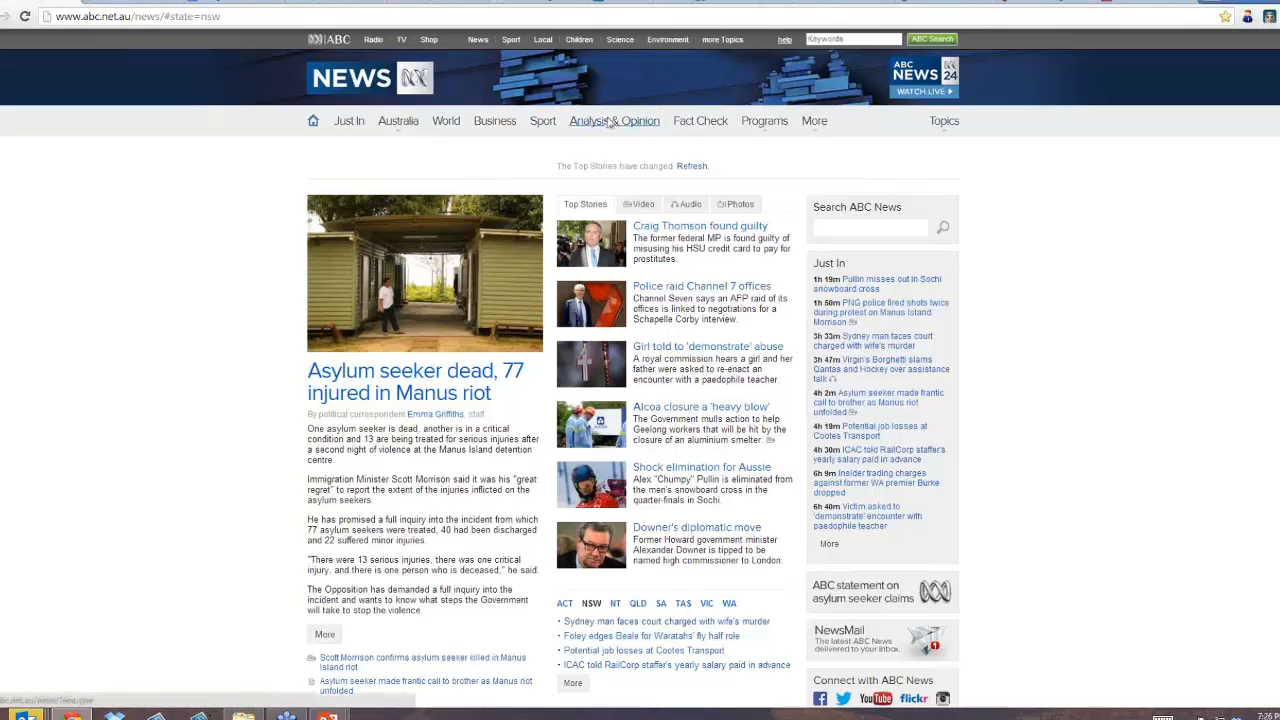 www.abc.net.au/news/#state=nsw
ABC Radio TV Shop News Sport Local Children Science Environment more Topics help Keywords ABC Search
NEWS
ABC
NEWS 24
WATCH LIVE
Just In Australia World Business Sport Analysis & Opinion Fact Check Programs More Topics
The Top Stories have changed. Refresh.
Asylum seeker dead, 77
injured in Manus riot
By political correspondent Emma Griffiths, staff
One asylum seeker is dead, another is in a critical
condition and 13 are being treated for serious injuries after
a second night of violence at the Manus Island detention
centre.
Immigration Minister Scott Morrison said it was his "great
regret" to report the extent of the injuries inflicted on the
asylum seekers.
He has promised a full inquiry into the incident from which
77 asylum seekers were treated, 40 had been discharged
and 22 suffered minor injuries.
"There were 13 serious injuries, there was one critical
injury, and there is one person who is deceased," he said.
The Opposition has demanded a full inquiry into the
incident and wants to know what steps the Government
will take to stop the violence.
More
Scott Morrison confirms asylum seeker killed in Manus
Island riot
Asylum seeker made frantic call to brother as Manus riot
unfolded
Top Stories Video Audio Photos
Craig Thomson found guilty
The former federal MP is found guilty of
misusing his HSU credit card to pay for
prostitutes.
Police raid Channel 7 offices
Channel Seven says an AFP raid of its
offices is linked to negotiations for a
Schapelle Corby interview.
Girl told to 'demonstrate' abuse
A royal commission hears a girl and her
father were asked to re-enact an
encounter with a paedophile teacher.
Alcoa closure a 'heavy blow'
The Government mulls action to help
Geelong workers that will be hit by the
closure of an aluminium smelter.
Shock elimination for Aussie
Alex "Chumpy" Pullin is eliminated from
the men's snowboard cross in the
quarter-finals in Sochi.
Downer's diplomatic move
Former Howard government minister
Alexander Downer is tipped to be
named high commissioner to London.
ACT NSW NT QLD SA TAS VIC WA
Sydney man faces court charged with wife's murder
Foley edges Beale for Waratahs' fly half role
Potential job losses at Cootes Transport
ICAC told RailCorp staffer's yearly salary paid in advance
More
Search ABC News
Just In
1h 19m Pullin misses out in Sochi
snowboard cross
1h 50m PNG police fired shots twice
during protest on Manus Island:
Morrison
3h 33m Sydney man faces court
charged with wife's murder
3h 47m Virgin's Borghetti slams
Qantas and Hockey over assistance
talk
4h 2m Asylum seeker made frantic
call to brother as Manus riot
unfolded
4h 19m Potential job losses at
Cootes Transport
4h 30m ICAC told RailCorp staffer's
yearly salary paid in advance
6h 9m Insider trading charges
against former WA premier Burke
dropped
6h 40m Victim asked to
'demonstrate' encounter with
paedophile teacher
More
ABC statement on
asylum seeker claims
NewsMail
The latest ABC News
delivered to your inbox.
Connect with ABC News
YouTube flickr